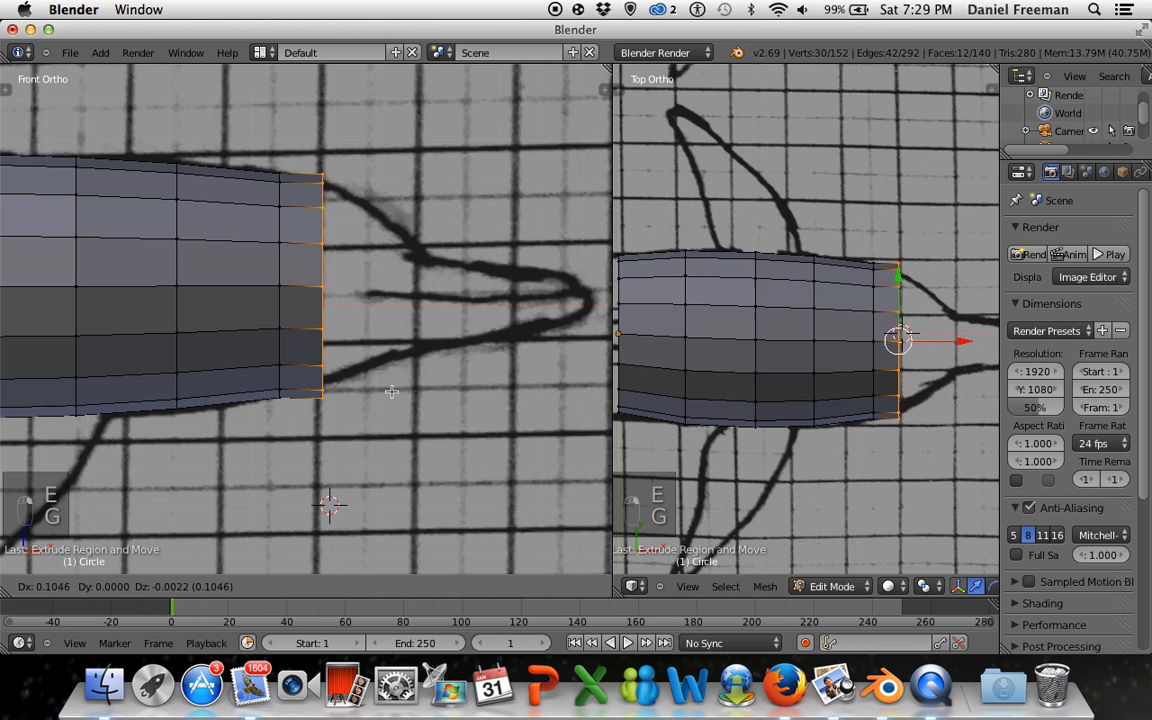 Blender Window 2 99% Sat 7:29 PM Daniel Freeman
Blender
File Add Render Window Help Default Scene Blender Render v2.69 | Verts:30/152 | Edges:42/292 | Faces:12/140 | Tris:280 | Mem:13.79M (40.75M)
Front Ortho
Top Ortho
View Search
Rende
World
Camer
Scene
Render
Rend Anim Play
Displa Image Editor
Dimensions
Render Presets
Resolution: Frame Ran
: 1920 Start : 1
Y: 1080 En: 250
50% Fram: 1
Aspect Rati Frame Rate
: 1.000 24 fps
: 1.000 Time Rema
1 1
Anti-Aliasing
5 8 11 16 Mitchell-
Full Sa : 1.000
Sampled Motion Bl
Shading
Performance
Post Processing
E
G
Last: Extrude Region and Move
(1) Circle
E
G
Last: Extrude Region and Move
(1) Circle
Dx: 0.1046 Dy: 0.0000 Dz: -0.0022 (0.1046)
View Select Mesh Edit Mode
-40 -20 0 20 40 60 80 100 120 140 160 180 200 220 240 260 280
View Marker Frame Playback Start: 1 End: 250 1 No Sync
3 1604
JAN
31